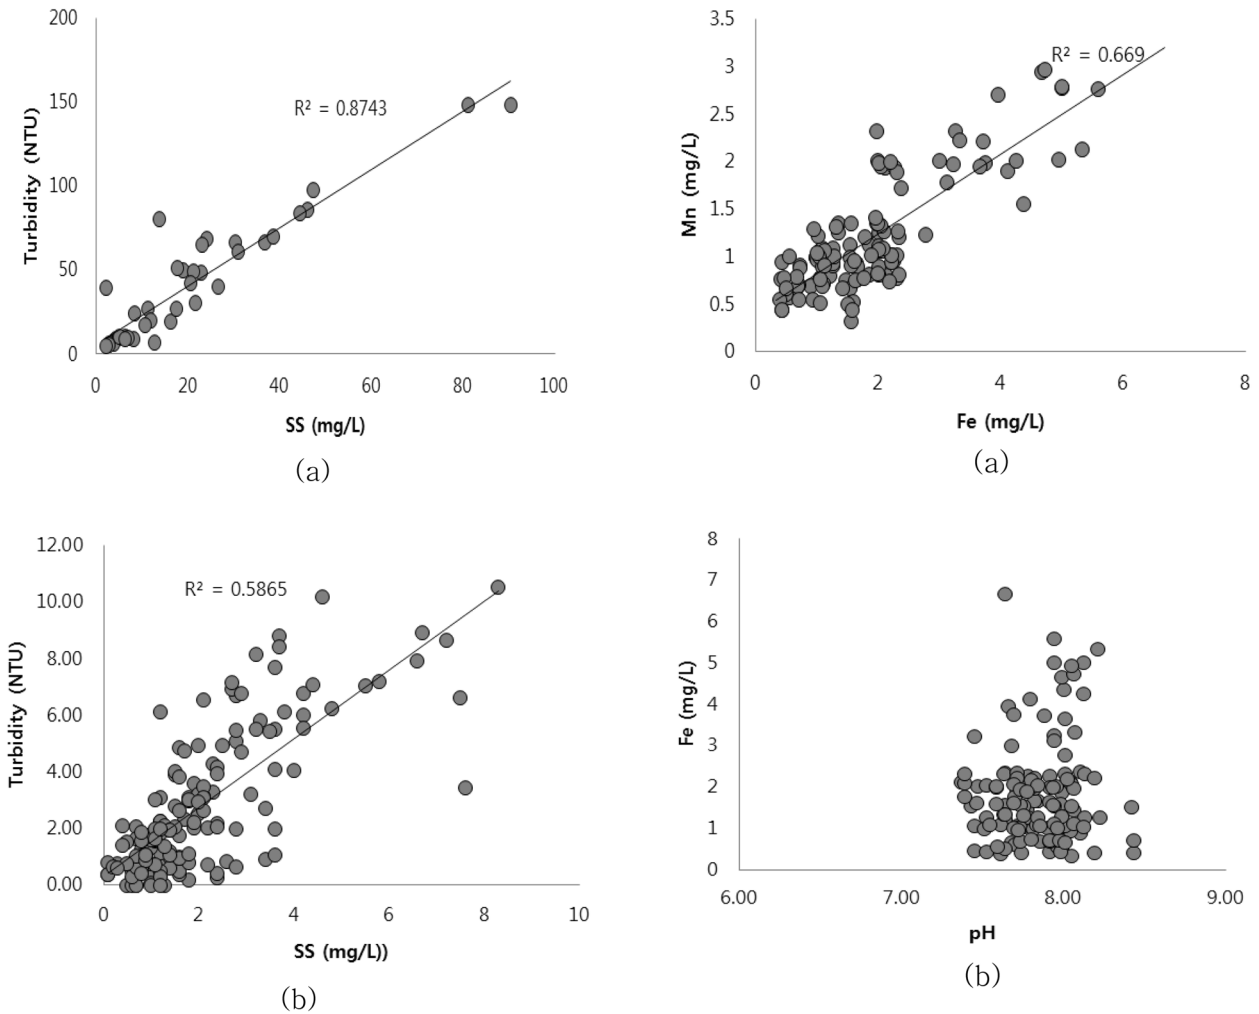 200
150
100
50
0
Turbidity (NTU)
R² = 0.8743
0 20 40 60 80 100
SS (mg/L)
(a)
3.5
3
2.5
2
1.5
1
0.5
0
Mn (mg/L)
R² = 0.669
0 2 4 6 8
Fe (mg/L)
(a)
12.00
10.00
8.00
6.00
4.00
2.00
0.00
Turbidity (NTU)
R² = 0.5865
0 2 4 6 8 10
SS (mg/L))
(b)
8
7
6
5
4
3
2
1
0
Fe (mg/L)
6.00 7.00 8.00 9.00
pH
(b)